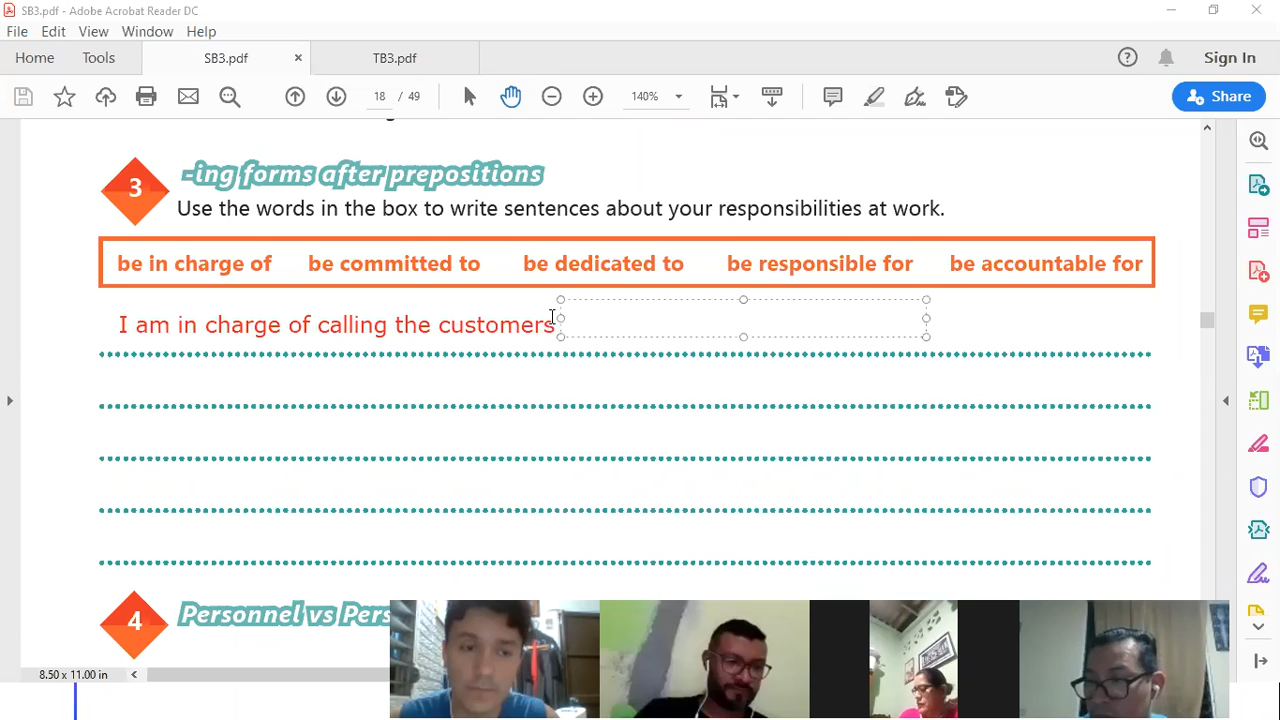 SB3.pdf - Adobe Acrobat Reader DC
File Edit View Window Help
Home Tools SB3.pdf × TB3.pdf Sign In
18 / 49 140% Share
3 -ing forms after prepositions
Use the words in the box to write sentences about your responsibilities at work.
be in charge of be committed to be dedicated to be responsible for be accountable for
I am in charge of calling the customers
4 Personnel vs Pers
8.50 x 11.00 in